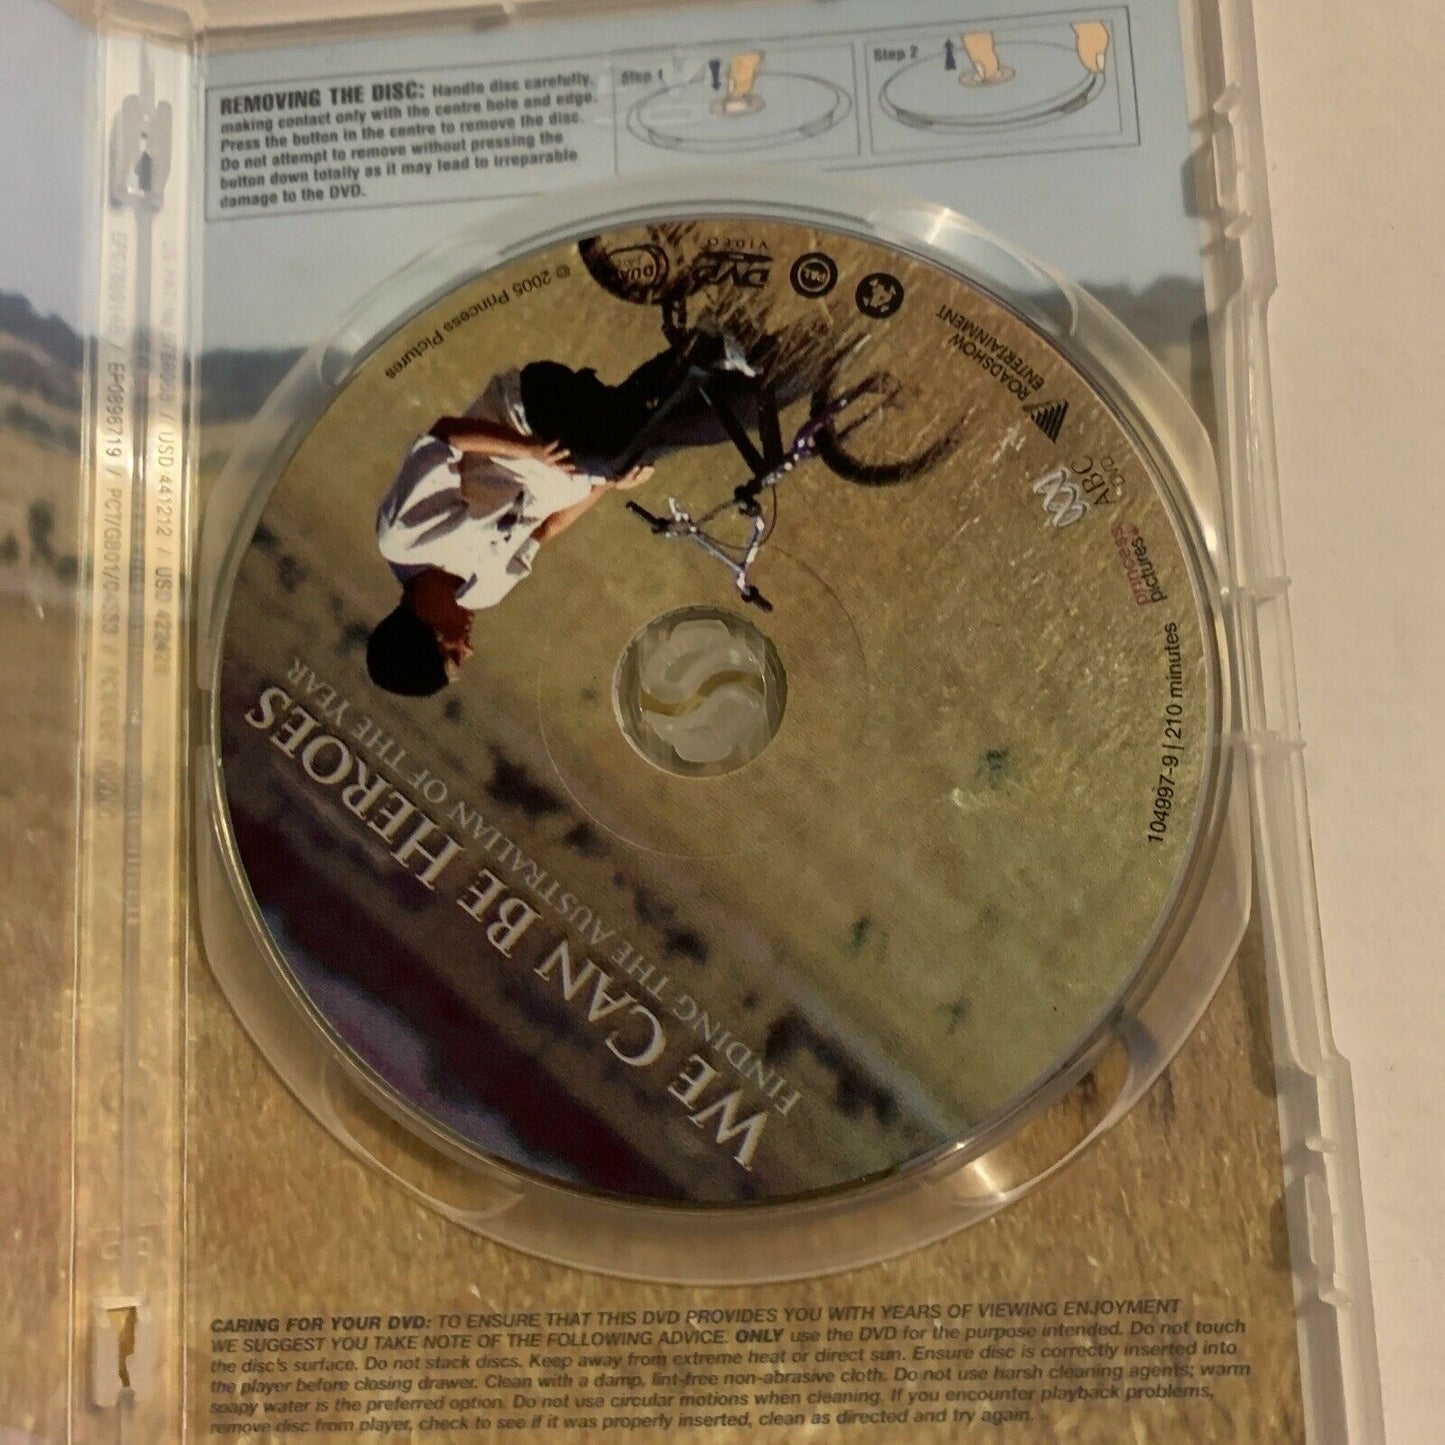 REMOVING THE DISC: Handle disc carefully,
making contact only with the centre hole and edge.
Press the button in the centre to remove the disc.
Do not attempt to remove without pressing the
button down totally as it may lead to irreparable
damage to the DVD.
Step 1
Step 2
WE CAN BE HEROES
FINDING THE AUSTRALIAN OF THE YEAR
© 2005 Princess Pictures
DUAL
DVD
VIDEO
PAL
4
ROADSHOW
ENTERTAINMENT
ABC
DVD
princess
pictures
104997-9 | 210 minutes
/ USD 441212 / USD
/ EP0896719 /
CARING FOR YOUR DVD: TO ENSURE THAT THIS DVD PROVIDES YOU WITH YEARS OF VIEWING ENJOYMENT
WE SUGGEST YOU TAKE NOTE OF THE FOLLOWING ADVICE. ONLY use the DVD for the purpose intended. Do not touch
the disc's surface. Do not stack discs. Keep away from extreme heat or direct sun. Ensure disc is correctly inserted into
the player before closing drawer. Clean with a damp, lint-free non-abrasive cloth. Do not use harsh cleaning agents; warm
soapy water is the preferred option. Do not use circular motions when cleaning. If you encounter playback problems,
remove disc from player, check to see if it was properly inserted, clean as directed and try again.